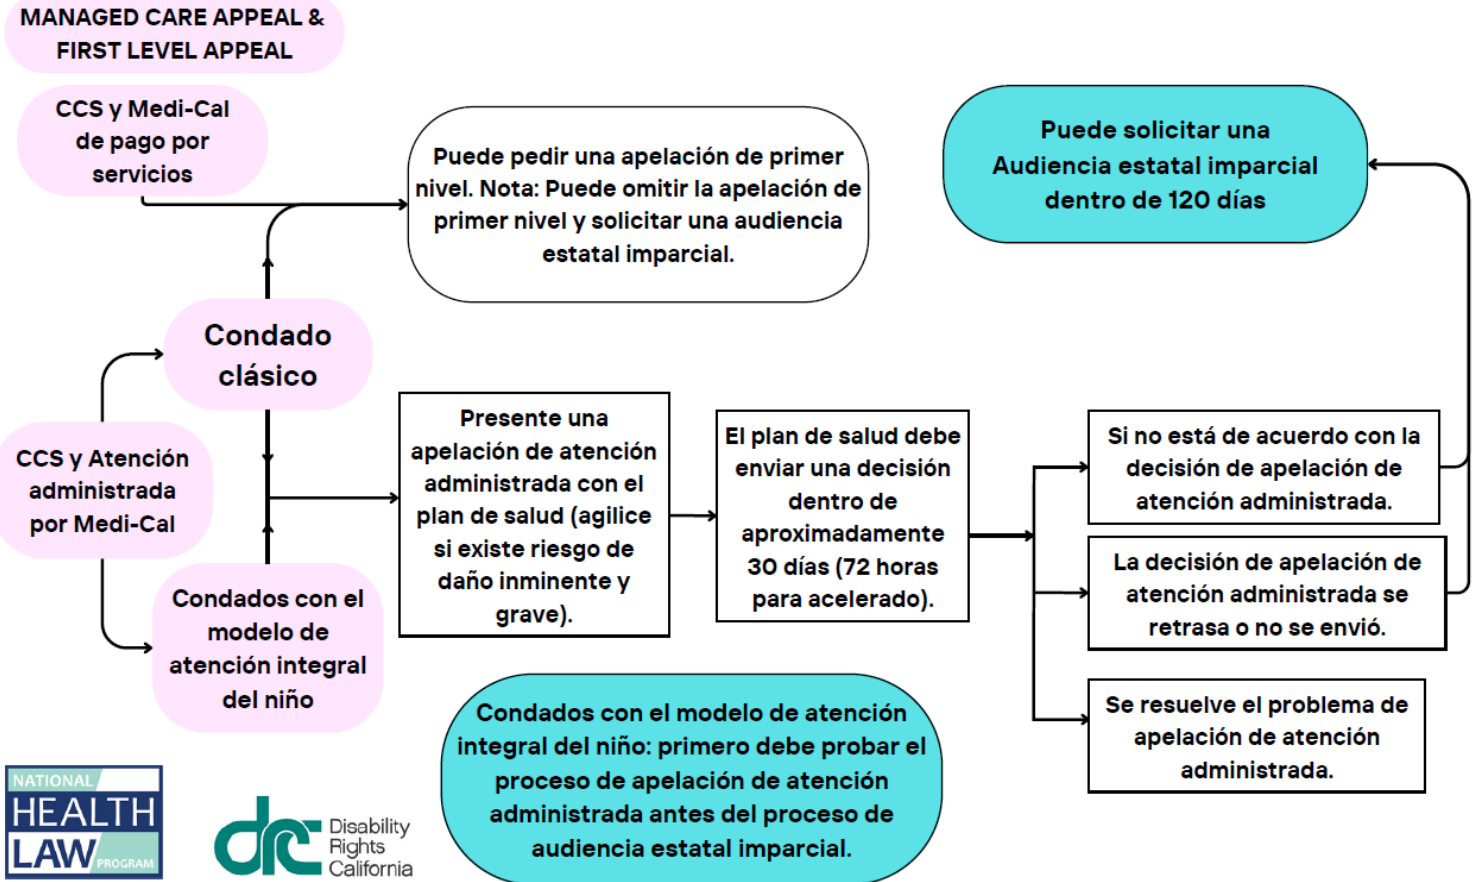 MANAGED CARE APPEAL &
FIRST LEVEL APPEAL
CCS y Medi-Cal
de pago por
servicios
Puede pedir una apelación de primer
nivel. Nota: Puede omitir la apelación de
primer nivel y solicitar una audiencia
estatal imparcial.
Puede solicitar una
Audiencia estatal imparcial
dentro de 120 días
Condado
clásico
CCS y Atención
administrada
por Medi-Cal
Condados con el
modelo de
atención integral
del niño
Presente una
apelación de atención
administrada con el
plan de salud (agilice
si existe riesgo de
daño inminente y
grave).
El plan de salud debe
enviar una decisión
dentro de
aproximadamente
30 días (72 horas
para acelerado).
Si no está de acuerdo con la
decisión de apelación de
atención administrada.
La decisión de apelación de
atención administrada se
retrasa o no se envió.
Se resuelve el problema de
apelación de atención
administrada.
Condados con el modelo de atención
integral del niño: primero debe probar el
proceso de apelación de atención
administrada antes del proceso de
audiencia estatal imparcial.
NATIONAL
HEALTH
LAW PROGRAM
drc
Disability
Rights
California